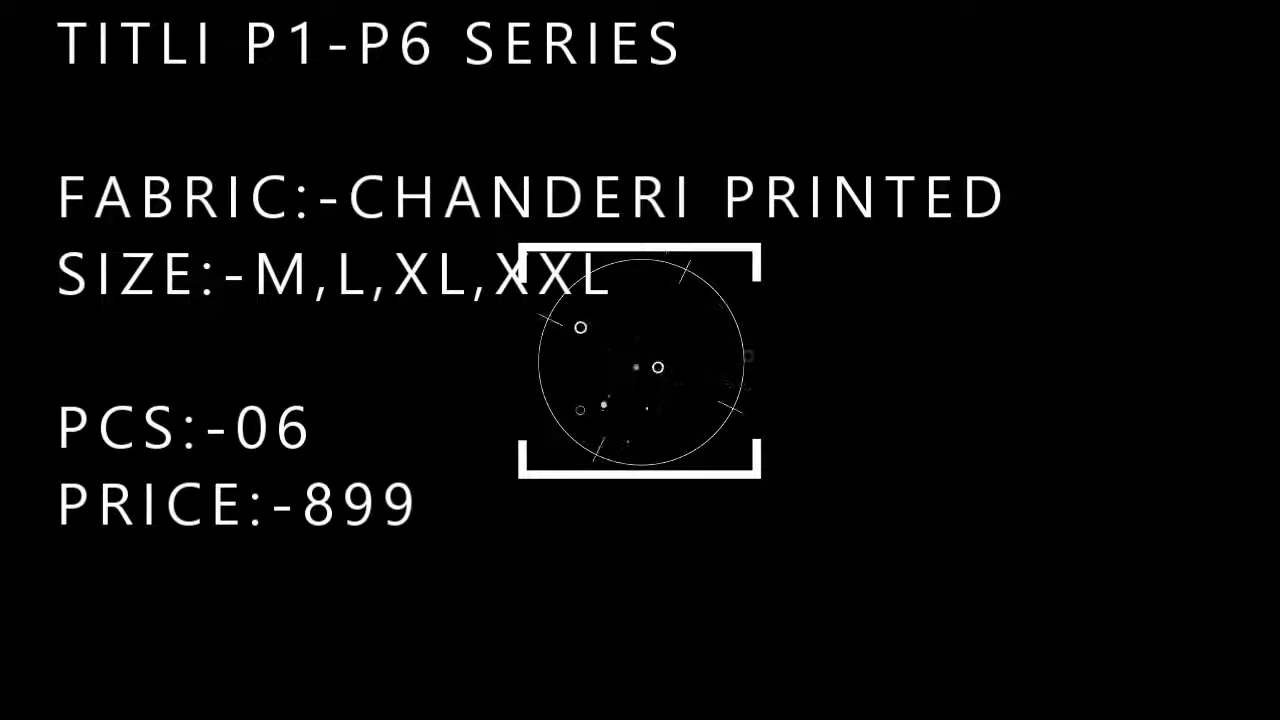 TITLI P1-P6 SERIES
FABRIC:-CHANDERI PRINTED
SIZE:-M,L,XL,XXL
PCS:-06
PRICE:-899